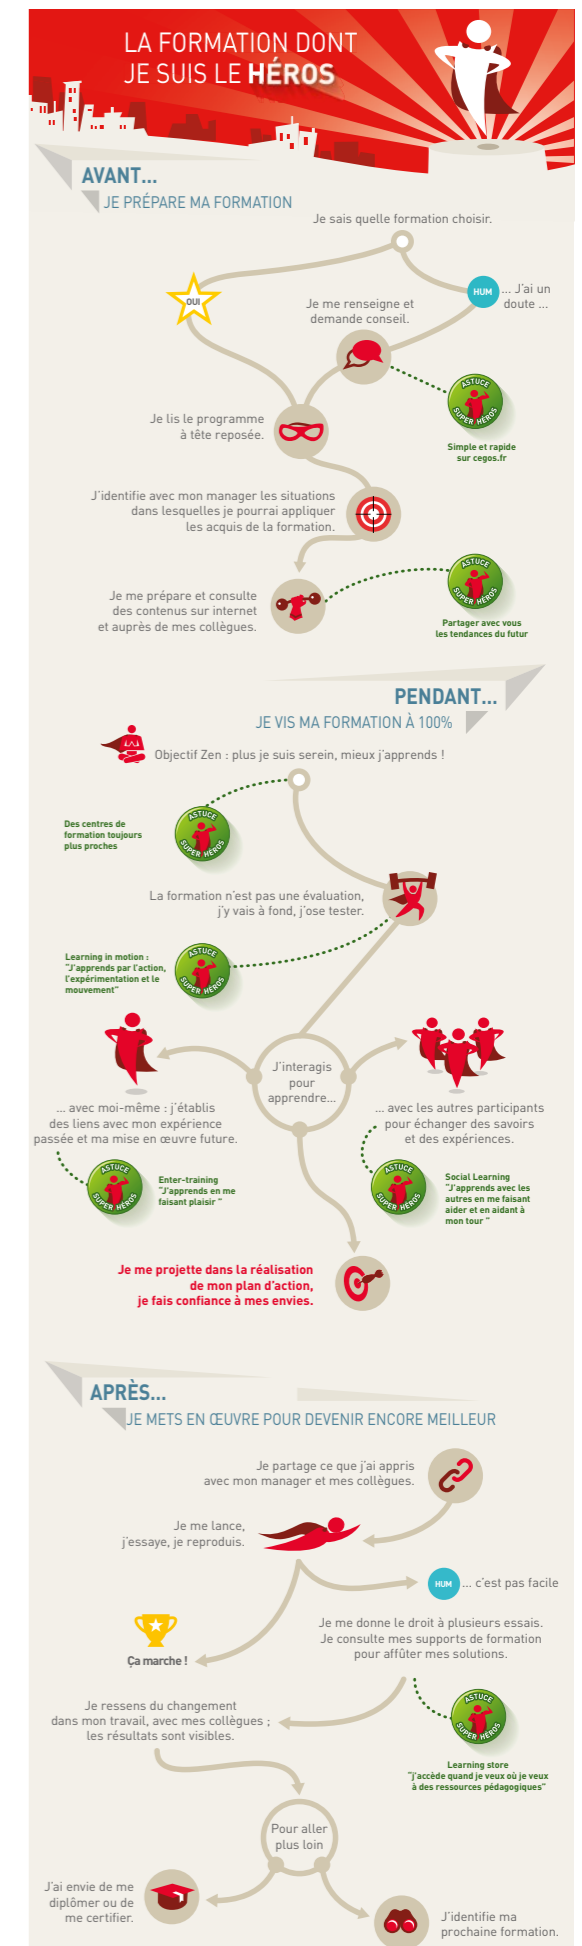 LA FORMATION DONT
JE SUIS LE HÉROS
AVANT...
JE PRÉPARE MA FORMATION
Je sais quelle formation choisir.
OUI
HUM
... J'ai un
doute ...
Je me renseigne et
demande conseil.
ASTUCE
SUPER HÉROS
Simple et rapide
sur cegos.fr
Je lis le programme
à tête reposée.
J'identifie avec mon manager les situations
dans lesquelles je pourrai appliquer
les acquis de la formation.
Je me prépare et consulte
des contenus sur internet
et auprès de mes collègues.
ASTUCE
SUPER HÉROS
Partager avec vous
les tendances du futur
PENDANT...
JE VIS MA FORMATION À 100%
Objectif Zen : plus je suis serein, mieux j'apprends !
ASTUCE
SUPER HÉROS
Des centres de
formation toujours
plus proches
La formation n'est pas une évaluation,
j'y vais à fond, j'ose tester.
Learning in motion :
"J'apprends par l'action,
l'expérimentation et le
mouvement"
ASTUCE
SUPER HÉROS
J'interagis
pour
apprendre...
... avec moi-même : j'établis
des liens avec mon expérience
passée et ma mise en œuvre future.
ASTUCE
SUPER HÉROS
Enter-training
"J'apprends en me
faisant plaisir "
... avec les autres participants
pour échanger des savoirs
et des expériences.
ASTUCE
SUPER HÉROS
Social Learning
"J'apprends avec les
autres en me faisant
aider et en aidant à
mon tour "
Je me projette dans la réalisation
de mon plan d'action,
je fais confiance à mes envies.
APRÈS...
JE METS EN ŒUVRE POUR DEVENIR ENCORE MEILLEUR
Je partage ce que j'ai appris
avec mon manager et mes collègues.
Je me lance,
j'essaye, je reproduis.
HUM
... c'est pas facile
Ça marche !
Je me donne le droit à plusieurs essais.
Je consulte mes supports de formation
pour affûter mes solutions.
Je ressens du changement
dans mon travail, avec mes collègues ;
les résultats sont visibles.
ASTUCE
SUPER HÉROS
Learning store
"j'accède quand je veux où je veux
à des ressources pédagogiques"
Pour aller
plus loin
J'ai envie de me
diplômer ou de
me certifier.
J'identifie ma
prochaine formation.